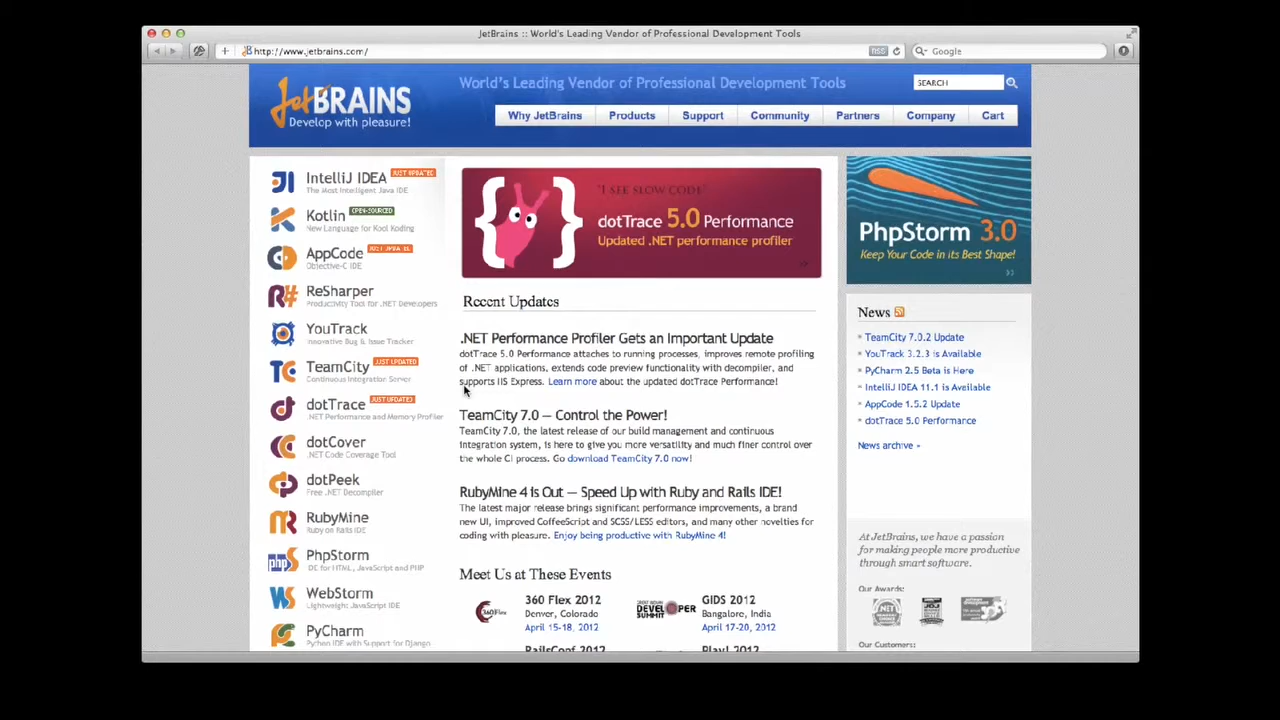 JetBrains :: World's Leading Vendor of Professional Development Tools
http://www.jetbrains.com/
RSS
Google
JetBRAINS
Develop with pleasure!
World's Leading Vendor of Professional Development Tools
SEARCH
Why JetBrains
Products
Support
Community
Partners
Company
Cart
IntelliJ IDEA JUST UPDATED
The Most Intelligent Java IDE
Kotlin OPEN-SOURCED
New Language for Kool Koding
AppCode JUST UPDATED
Objective-C IDE
ReSharper
Productivity Tool for .NET Developers
YouTrack
Innovative Bug & Issue Tracker
TeamCity JUST UPDATED
Continuous Integration Server
dotTrace JUST UPDATED
.NET Performance and Memory Profiler
dotCover
.NET Code Coverage Tool
dotPeek
Free .NET Decompiler
RubyMine
Ruby on Rails IDE
PhpStorm
IDE for HTML, JavaScript and PHP
WebStorm
Lightweight JavaScript IDE
PyCharm
Python IDE with Support for Django
"I SEE SLOW CODE"
dotTrace 5.0 Performance
Updated .NET performance profiler
Recent Updates
.NET Performance Profiler Gets an Important Update
dotTrace 5.0 Performance attaches to running processes, improves remote profiling
of .NET applications, extends code preview functionality with decompiler, and
supports IIS Express. Learn more about the updated dotTrace Performance!
TeamCity 7.0 — Control the Power!
TeamCity 7.0, the latest release of our build management and continuous
integration system, is here to give you more versatility and much finer control over
the whole CI process. Go download TeamCity 7.0 now!
RubyMine 4 is Out — Speed Up with Ruby and Rails IDE!
The latest major release brings significant performance improvements, a brand
new UI, improved CoffeeScript and SCSS/LESS editors, and many other novelties for
coding with pleasure. Enjoy being productive with RubyMine 4!
Meet Us at These Events
360 Flex 2012
Denver, Colorado
April 15-18, 2012
GIDS 2012
Bangalore, India
April 17-20, 2012
RailsConf 2012
Play! 2012
PhpStorm 3.0
Keep Your Code in its Best Shape!
News
TeamCity 7.0.2 Update
YouTrack 3.2.3 is Available
PyCharm 2.5 Beta is Here
IntelliJ IDEA 11.1 is Available
AppCode 1.5.2 Update
dotTrace 5.0 Performance
News archive »
At JetBrains, we have a passion
for making people more productive
through smart software.
Our Awards:
Our Customers: